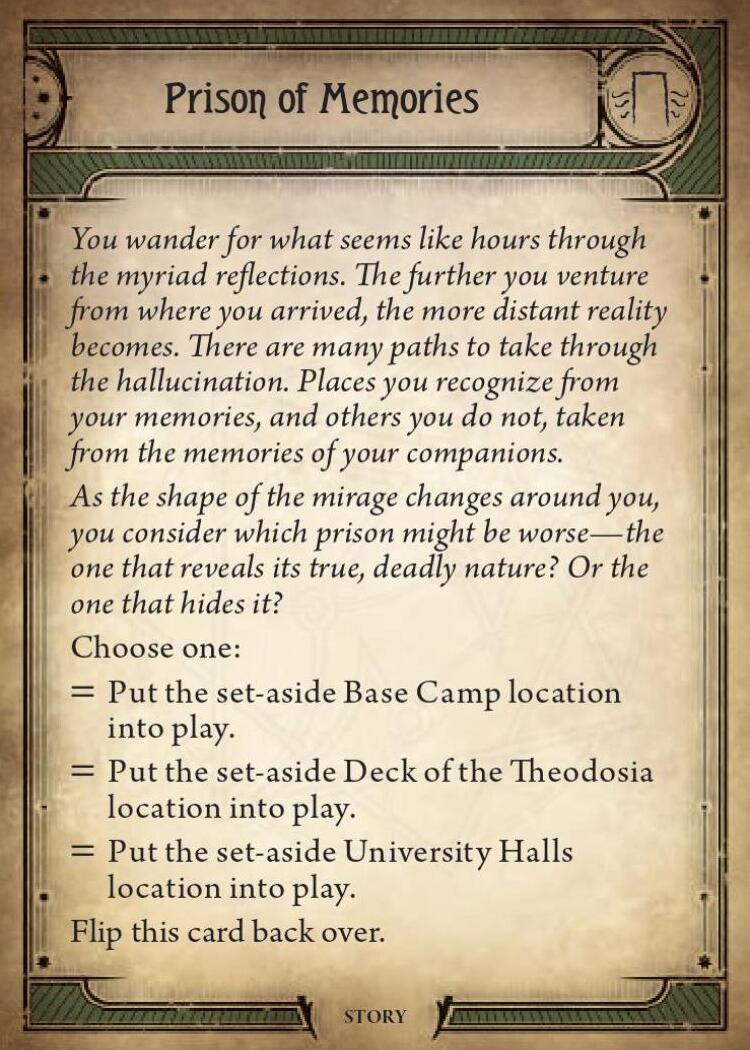 Prison of Memories
You wander for what seems like hours through
the myriad reflections. The further you venture
from where you arrived, the more distant reality
becomes. There are many paths to take through
the hallucination. Places you recognize from
your memories, and others you do not, taken
from the memories of your companions.
As the shape of the mirage changes around you,
you consider which prison might be worse—the
one that reveals its true, deadly nature? Or the
one that hides it?
Choose one:
= Put the set-aside Base Camp location
into play.
= Put the set-aside Deck of the Theodosia
location into play.
= Put the set-aside University Halls
location into play.
Flip this card back over.
STORY